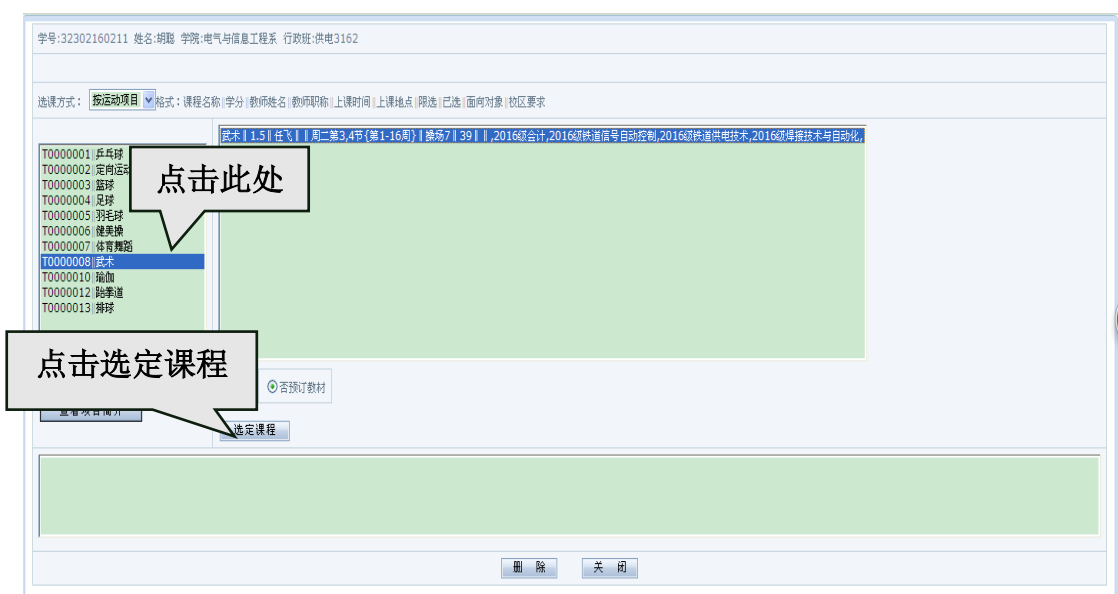 学号:32302160211 姓名:胡聪 学院:电气与信息工程系 行政班:供电3162
选课方式： 按运动项目 格式：课程名称||学分||教师姓名||教师职称||上课时间||上课地点||限选||已选||面向对象||校区要求
武术‖1.5‖任飞‖‖周二第3,4节{第1-16周}‖操场7‖39‖‖,2016级会计,2016级铁道信号自动控制,2016级铁道供电技术,2016级焊接技术与自动化,
T0000001||乒乓球
T0000002||定向运动
T0000003||篮球
T0000004||足球
T0000005||羽毛球
T0000006||健美操
T0000007||体育舞蹈
T0000008||武术
T0000010||瑜伽
T0000012||跆拳道
T0000013||排球
点击此处
点击选定课程
否预订教材
查看项目简介
选定课程
删 除 关 闭